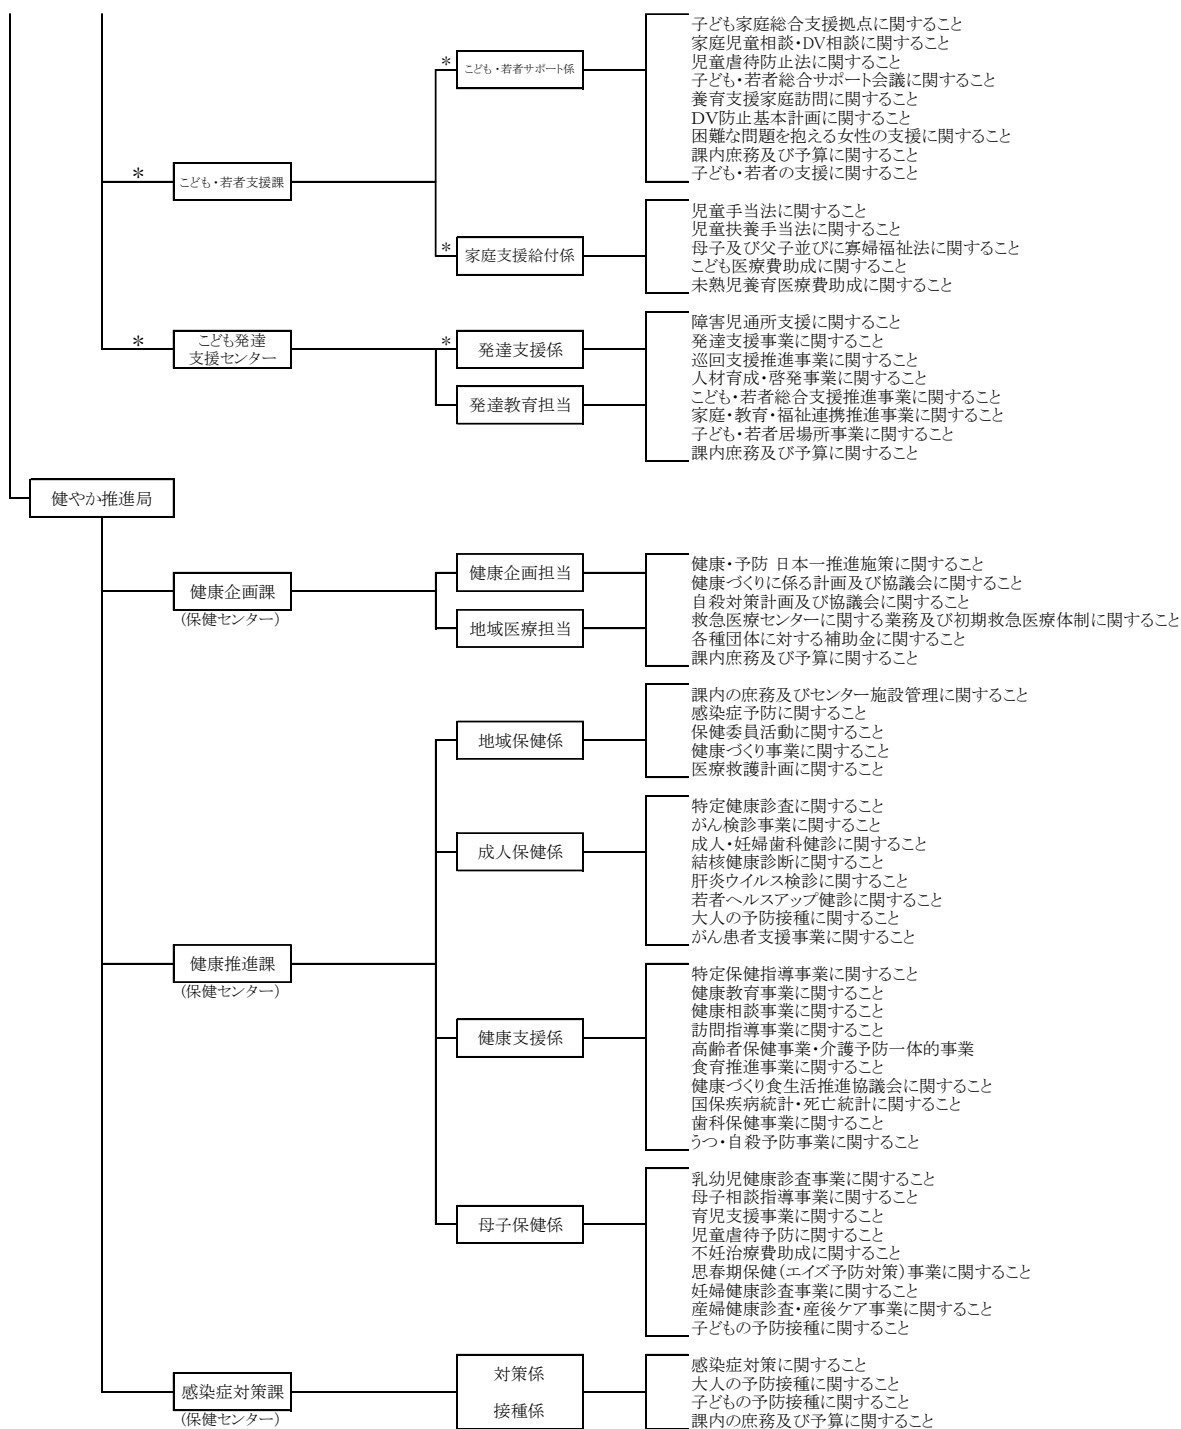 子ども家庭総合支援拠点に関すること
家庭児童相談・DV相談に関すること
* こども・若者サポート係
児童虐待防止法に関すること
子ども・若者総合サポート会議に関すること
養育支援家庭訪問に関すること
DV防止基本計画に関すること
困難な問題を抱える女性の支援に関すること
課内庶務及び予算に関すること
子ども・若者の支援に関すること
* こども・若者支援課
児童手当法に関すること
児童扶養手当法に関すること
* 家庭支援給付係
母子及び父子並びに寡婦福祉法に関すること
こども医療費助成に関すること
未熟児養育医療費助成に関すること
* こども発達
支援センター
* 発達支援係
発達教育担当
障害児通所支援に関すること
発達支援事業に関すること
巡回支援推進事業に関すること
人材育成・啓発事業に関すること
こども・若者総合支援推進事業に関すること
家庭・教育・福祉連携推進事業に関すること
子ども・若者居場所事業に関すること
課内庶務及び予算に関すること
健やか推進局
健康企画課
(保健センター)
健康企画担当
地域医療担当
健康・予防 日本一推進施策に関すること
健康づくりに係る計画及び協議会に関すること
自殺対策計画及び協議会に関すること
救急医療センターに関する業務及び初期救急医療体制に関すること
各種団体に対する補助金に関すること
課内庶務及び予算に関すること
地域保健係
課内の庶務及びセンター施設管理に関すること
感染症予防に関すること
保健委員活動に関すること
健康づくり事業に関すること
医療救護計画に関すること
成人保健係
特定健康診査に関すること
がん検診事業に関すること
成人・妊婦歯科健診に関すること
結核健康診断に関すること
肝炎ウイルス検診に関すること
若者ヘルスアップ健診に関すること
大人の予防接種に関すること
がん患者支援事業に関すること
健康推進課
(保健センター)
健康支援係
特定保健指導事業に関すること
健康教育事業に関すること
健康相談事業に関すること
訪問指導事業に関すること
高齢者保健事業・介護予防一体的事業
食育推進事業に関すること
健康づくり食生活推進協議会に関すること
国保疾病統計・死亡統計に関すること
歯科保健事業に関すること
うつ・自殺予防事業に関すること
母子保健係
乳幼児健康診査事業に関すること
母子相談指導事業に関すること
育児支援事業に関すること
児童虐待予防に関すること
不妊治療費助成に関すること
思春期保健(エイズ予防対策)事業に関すること
妊婦健康診査事業に関すること
産婦健康診査・産後ケア事業に関すること
子どもの予防接種に関すること
感染症対策課
(保健センター)
対策係
接種係
感染症対策に関すること
大人の予防接種に関すること
子どもの予防接種に関すること
課内の庶務及び予算に関すること